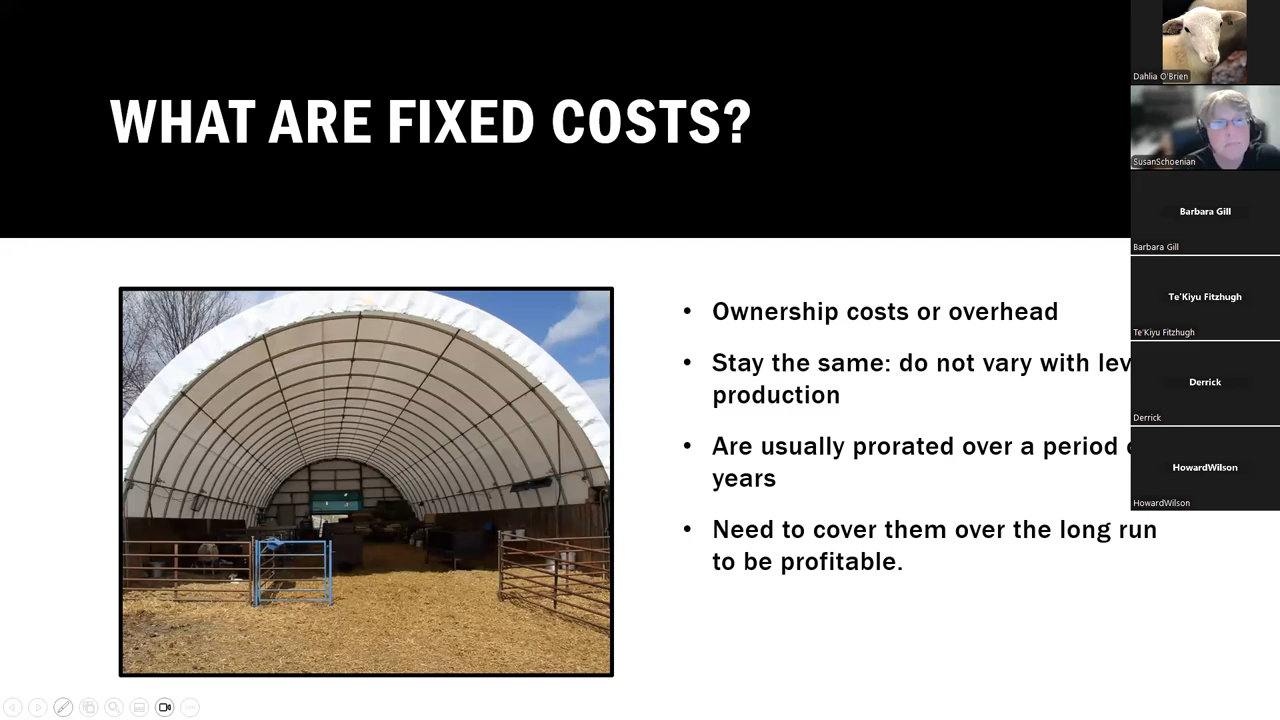 WHAT ARE FIXED COSTS?
• Ownership costs or overhead
• Stay the same: do not vary with
production
• Are usually prorated over a period
years
• Need to cover them over the long run
to be profitable.
Dahlia O'Brien
SusanSchoenian
Barbara Gill
Barbara Gill
Te'Kiyu Fitzhugh
Te'Kiyu Fitzhugh
Derrick
Derrick
HowardWilson
HowardWilson